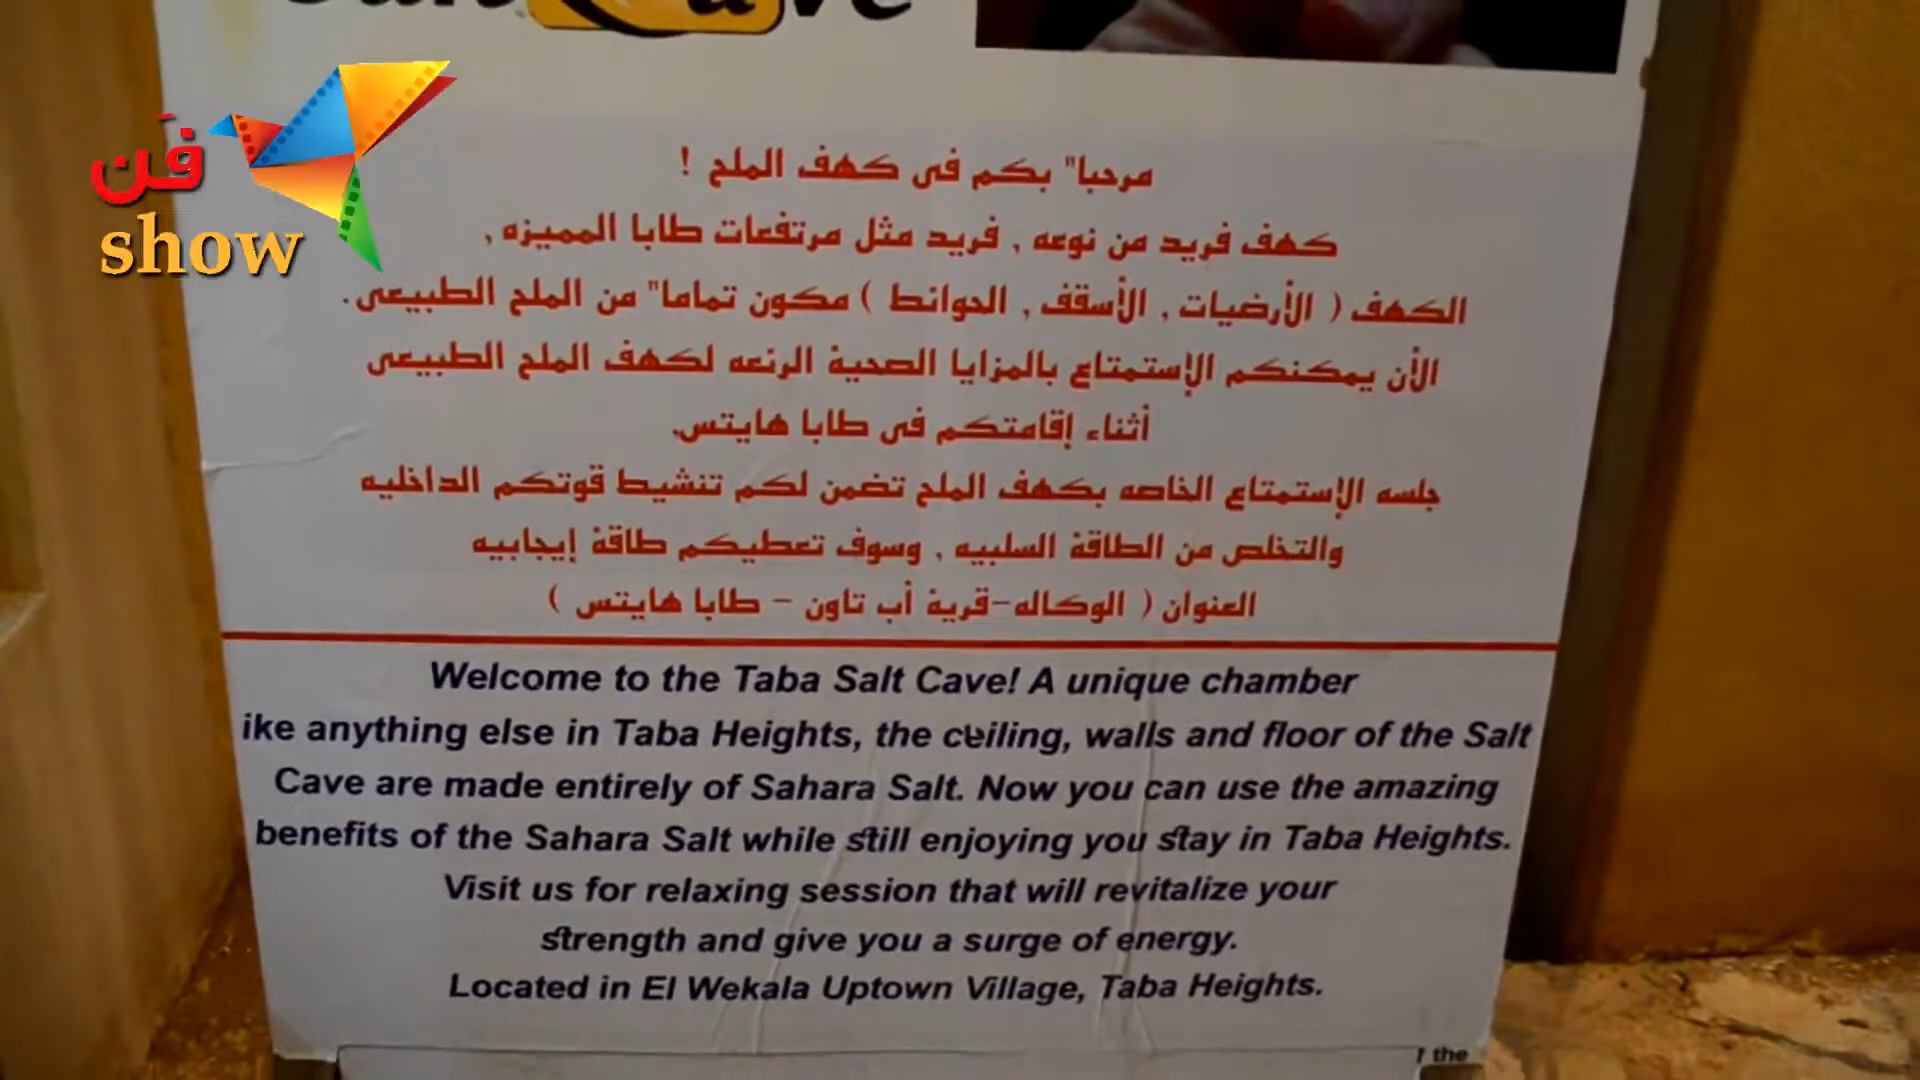 فَن
show
مرحبا" بكم فى كهف الملح !
كهف فريد من نوعه , فريد مثل مرتفعات طابا المميزه ,
الكهف ( الأرضيات , الأسقف , الحوائط ) مكون تماما" من الملح الطبيعى .
الأن يمكنكم الإستمتاع بالمزايا الصحية الرئعه لكهف الملح الطبيعى
أثناء إقامتكم فى طابا هايتس.
جلسه الإستمتاع الخاصه بكهف الملح تضمن لكم تنشيط قوتكم الداخليه
والتخلص من الطاقة السلبيه , وسوف تعطيكم طاقة إيجابيه
العنوان ( الوكاله-قرية أب تاون - طابا هايتس )
Welcome to the Taba Salt Cave! A unique chamber
ike anything else in Taba Heights, the ceiling, walls and floor of the Salt
Cave are made entirely of Sahara Salt. Now you can use the amazing
benefits of the Sahara Salt while still enjoying you stay in Taba Heights.
Visit us for relaxing session that will revitalize your
strength and give you a surge of energy.
Located in El Wekala Uptown Village, Taba Heights.
the